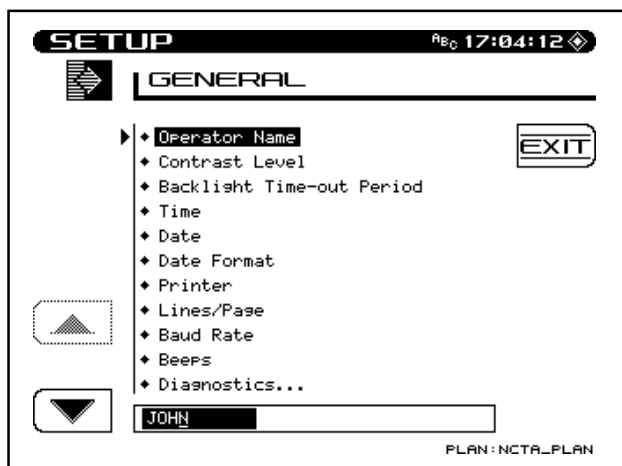 SETUP ABC 17:04:12
GENERAL
Operator Name
EXIT
Contrast Level
Backlight Time-out Period
Time
Date
Date Format
Printer
Lines/Page
Baud Rate
Beeps
Diagnostics...
JOHN
PLAN:NCTA_PLAN